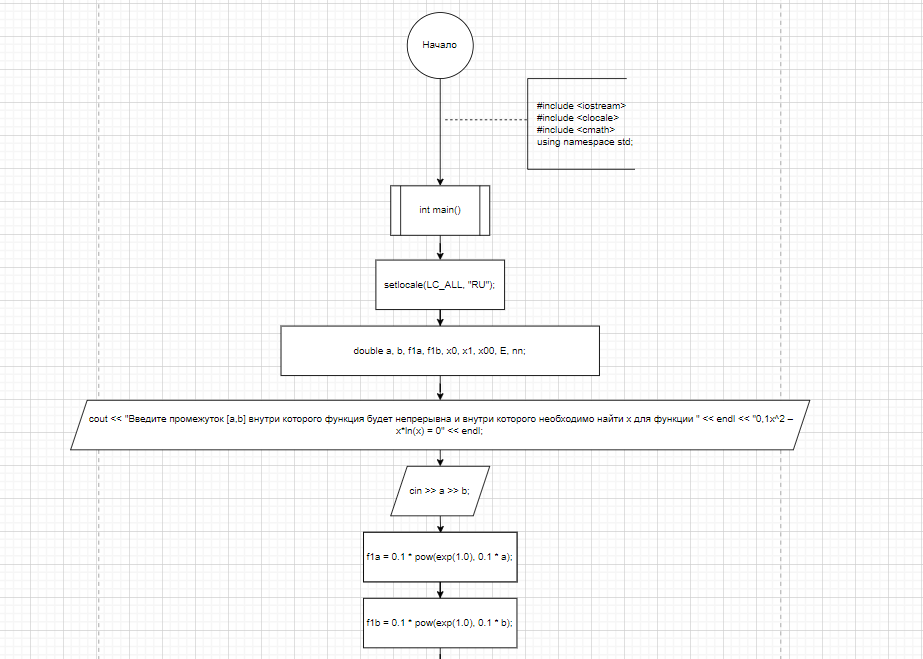 Начало
#include <iostream>
#include <clocale>
#include <cmath>
using namespace std;
int main()
setlocale(LC_ALL, "RU");
double a, b, f1a, f1b, x0, x1, x00, E, nn;
cout << "Введите промежуток [a,b] внутри которого функция будет непрерывна и внутри которого необходимо найти x для функции " << endl << "0,1x^2 –
x*ln(x) = 0" << endl;
cin >> a >> b;
f1a = 0.1 * pow(exp(1.0), 0.1 * a);
f1b = 0.1 * pow(exp(1.0), 0.1 * b);